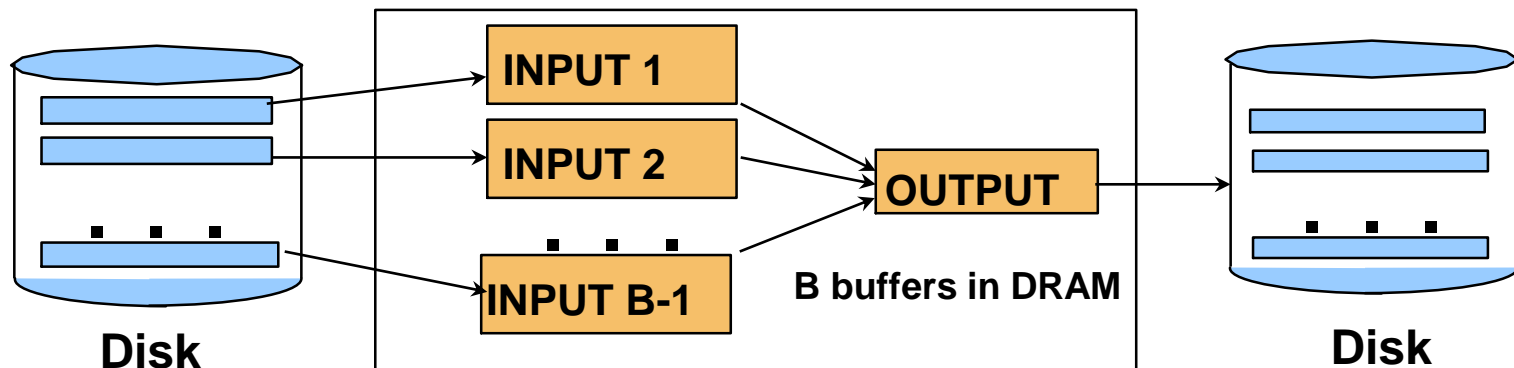 INPUT 1
INPUT 2
INPUT B-1
OUTPUT
B buffers in DRAM
Disk
Disk